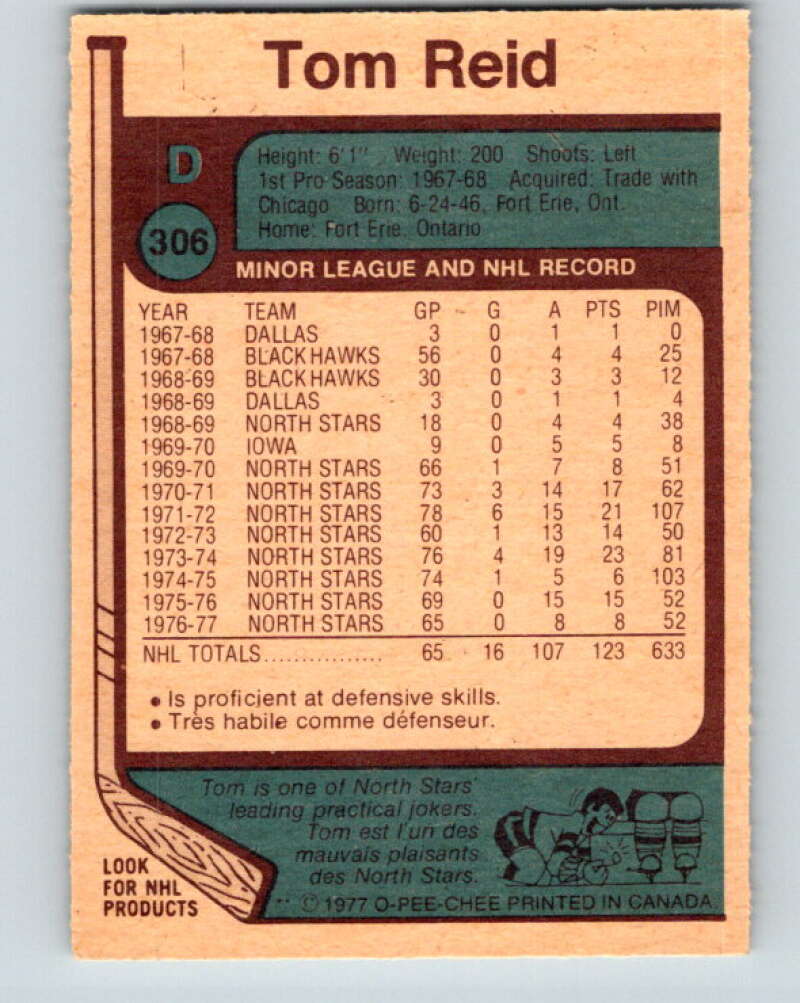 Tom Reid
D
306
Height: 6'1" Weight: 200 Shoots: Left
1st Pro Season: 1967-68 Acquired: Trade with
Chicago Born: 6-24-46, Fort Erie, Ont.
Home: Fort Erie, Ontario
MINOR LEAGUE AND NHL RECORD
YEAR TEAM GP G A PTS PIM
1967-68 DALLAS 3 0 1 1 0
1967-68 BLACK HAWKS 56 0 4 4 25
1968-69 BLACK HAWKS 30 0 3 3 12
1968-69 DALLAS 3 0 1 1 4
1968-69 NORTH STARS 18 0 4 4 38
1969-70 IOWA 9 0 5 5 8
1969-70 NORTH STARS 66 1 7 8 51
1970-71 NORTH STARS 73 3 14 17 62
1971-72 NORTH STARS 78 6 15 21 107
1972-73 NORTH STARS 60 1 13 14 50
1973-74 NORTH STARS 76 4 19 23 81
1974-75 NORTH STARS 74 1 5 6 103
1975-76 NORTH STARS 69 0 15 15 52
1976-77 NORTH STARS 65 0 8 8 52
NHL TOTALS................ 65 16 107 123 633
• Is proficient at defensive skills.
• Très habile comme défenseur.
Tom is one of North Stars'
leading practical jokers.
Tom est l'un des
mauvais plaisants
des North Stars.
LOOK
FOR NHL
PRODUCTS
** © 1977 O-PEE-CHEE PRINTED IN CANADA.